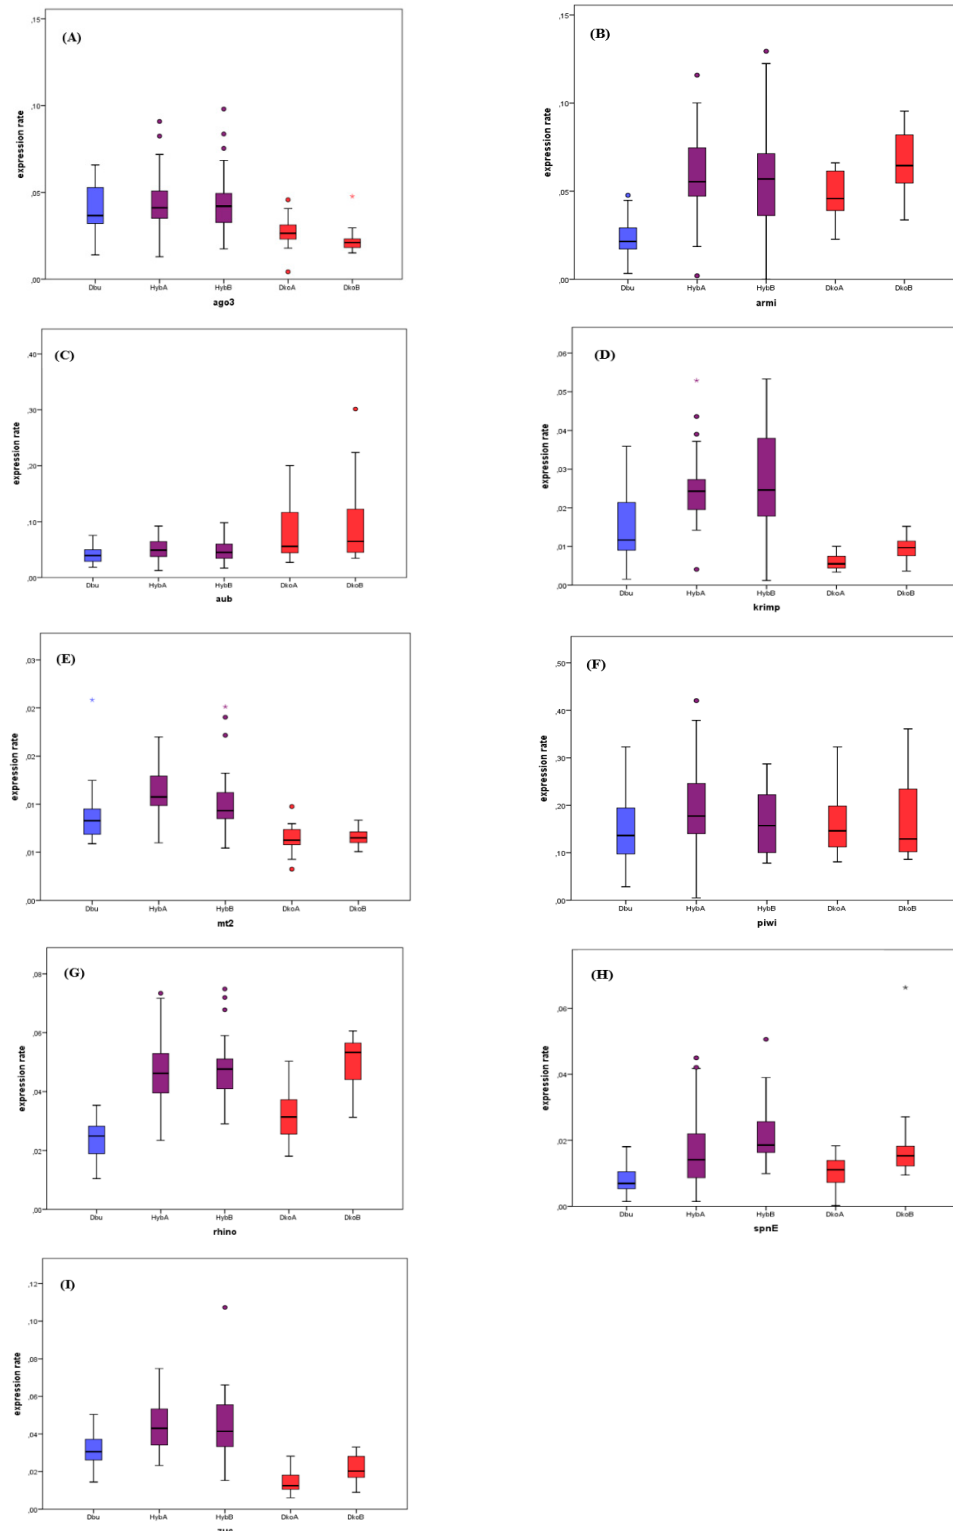 (A)
expression rate
,15
,10
,05
,00
Dbu HybA HybB DkoA DkoB
ago3
(B)
expression rate
,15
,10
,05
,00
Dbu HybA HybB DkoA DkoB
armi
(C)
expression rate
,40
,30
,20
,10
,00
Dbu HybA HybB DkoA DkoB
aub
(D)
expression rate
,06
,05
,04
,03
,02
,01
,00
Dbu HybA HybB DkoA DkoB
krimp
(E)
expression rate
,03
,02
,02
,01
,01
,00
Dbu HybA HybB DkoA DkoB
mt2
(F)
expression rate
,50
,40
,30
,20
,10
,00
Dbu HybA HybB DkoA DkoB
piwi
(G)
expression rate
,08
,06
,04
,02
,00
Dbu HybA HybB DkoA DkoB
rhino
(H)
expression rate
,06
,04
,02
,00
Dbu HybA HybB DkoA DkoB
spnE
(I)
expression rate
,12
,10
,08
,06
,04
,02
,00
Dbu HybA HybB DkoA DkoB